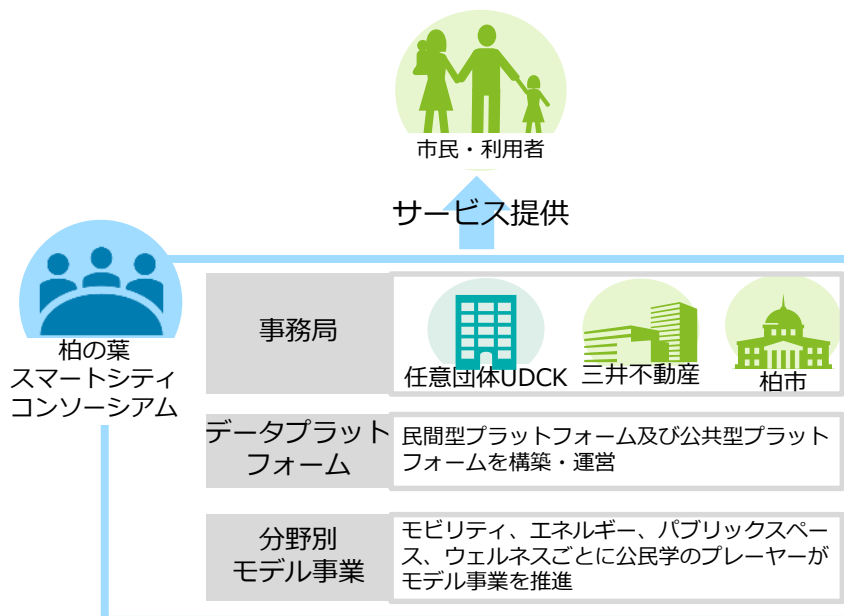 市民・利用者
サービス提供
柏の葉
スマートシティ
コンソーシアム
事務局
任意団体UDCK
三井不動産
柏市
データプラット
フォーム
民間型プラットフォーム及び公共型プラット
フォームを構築・運営
分野別
モデル事業
モビリティ、エネルギー、パブリックスペー
ス、ウェルネスごとに公民学のプレーヤーが
モデル事業を推進